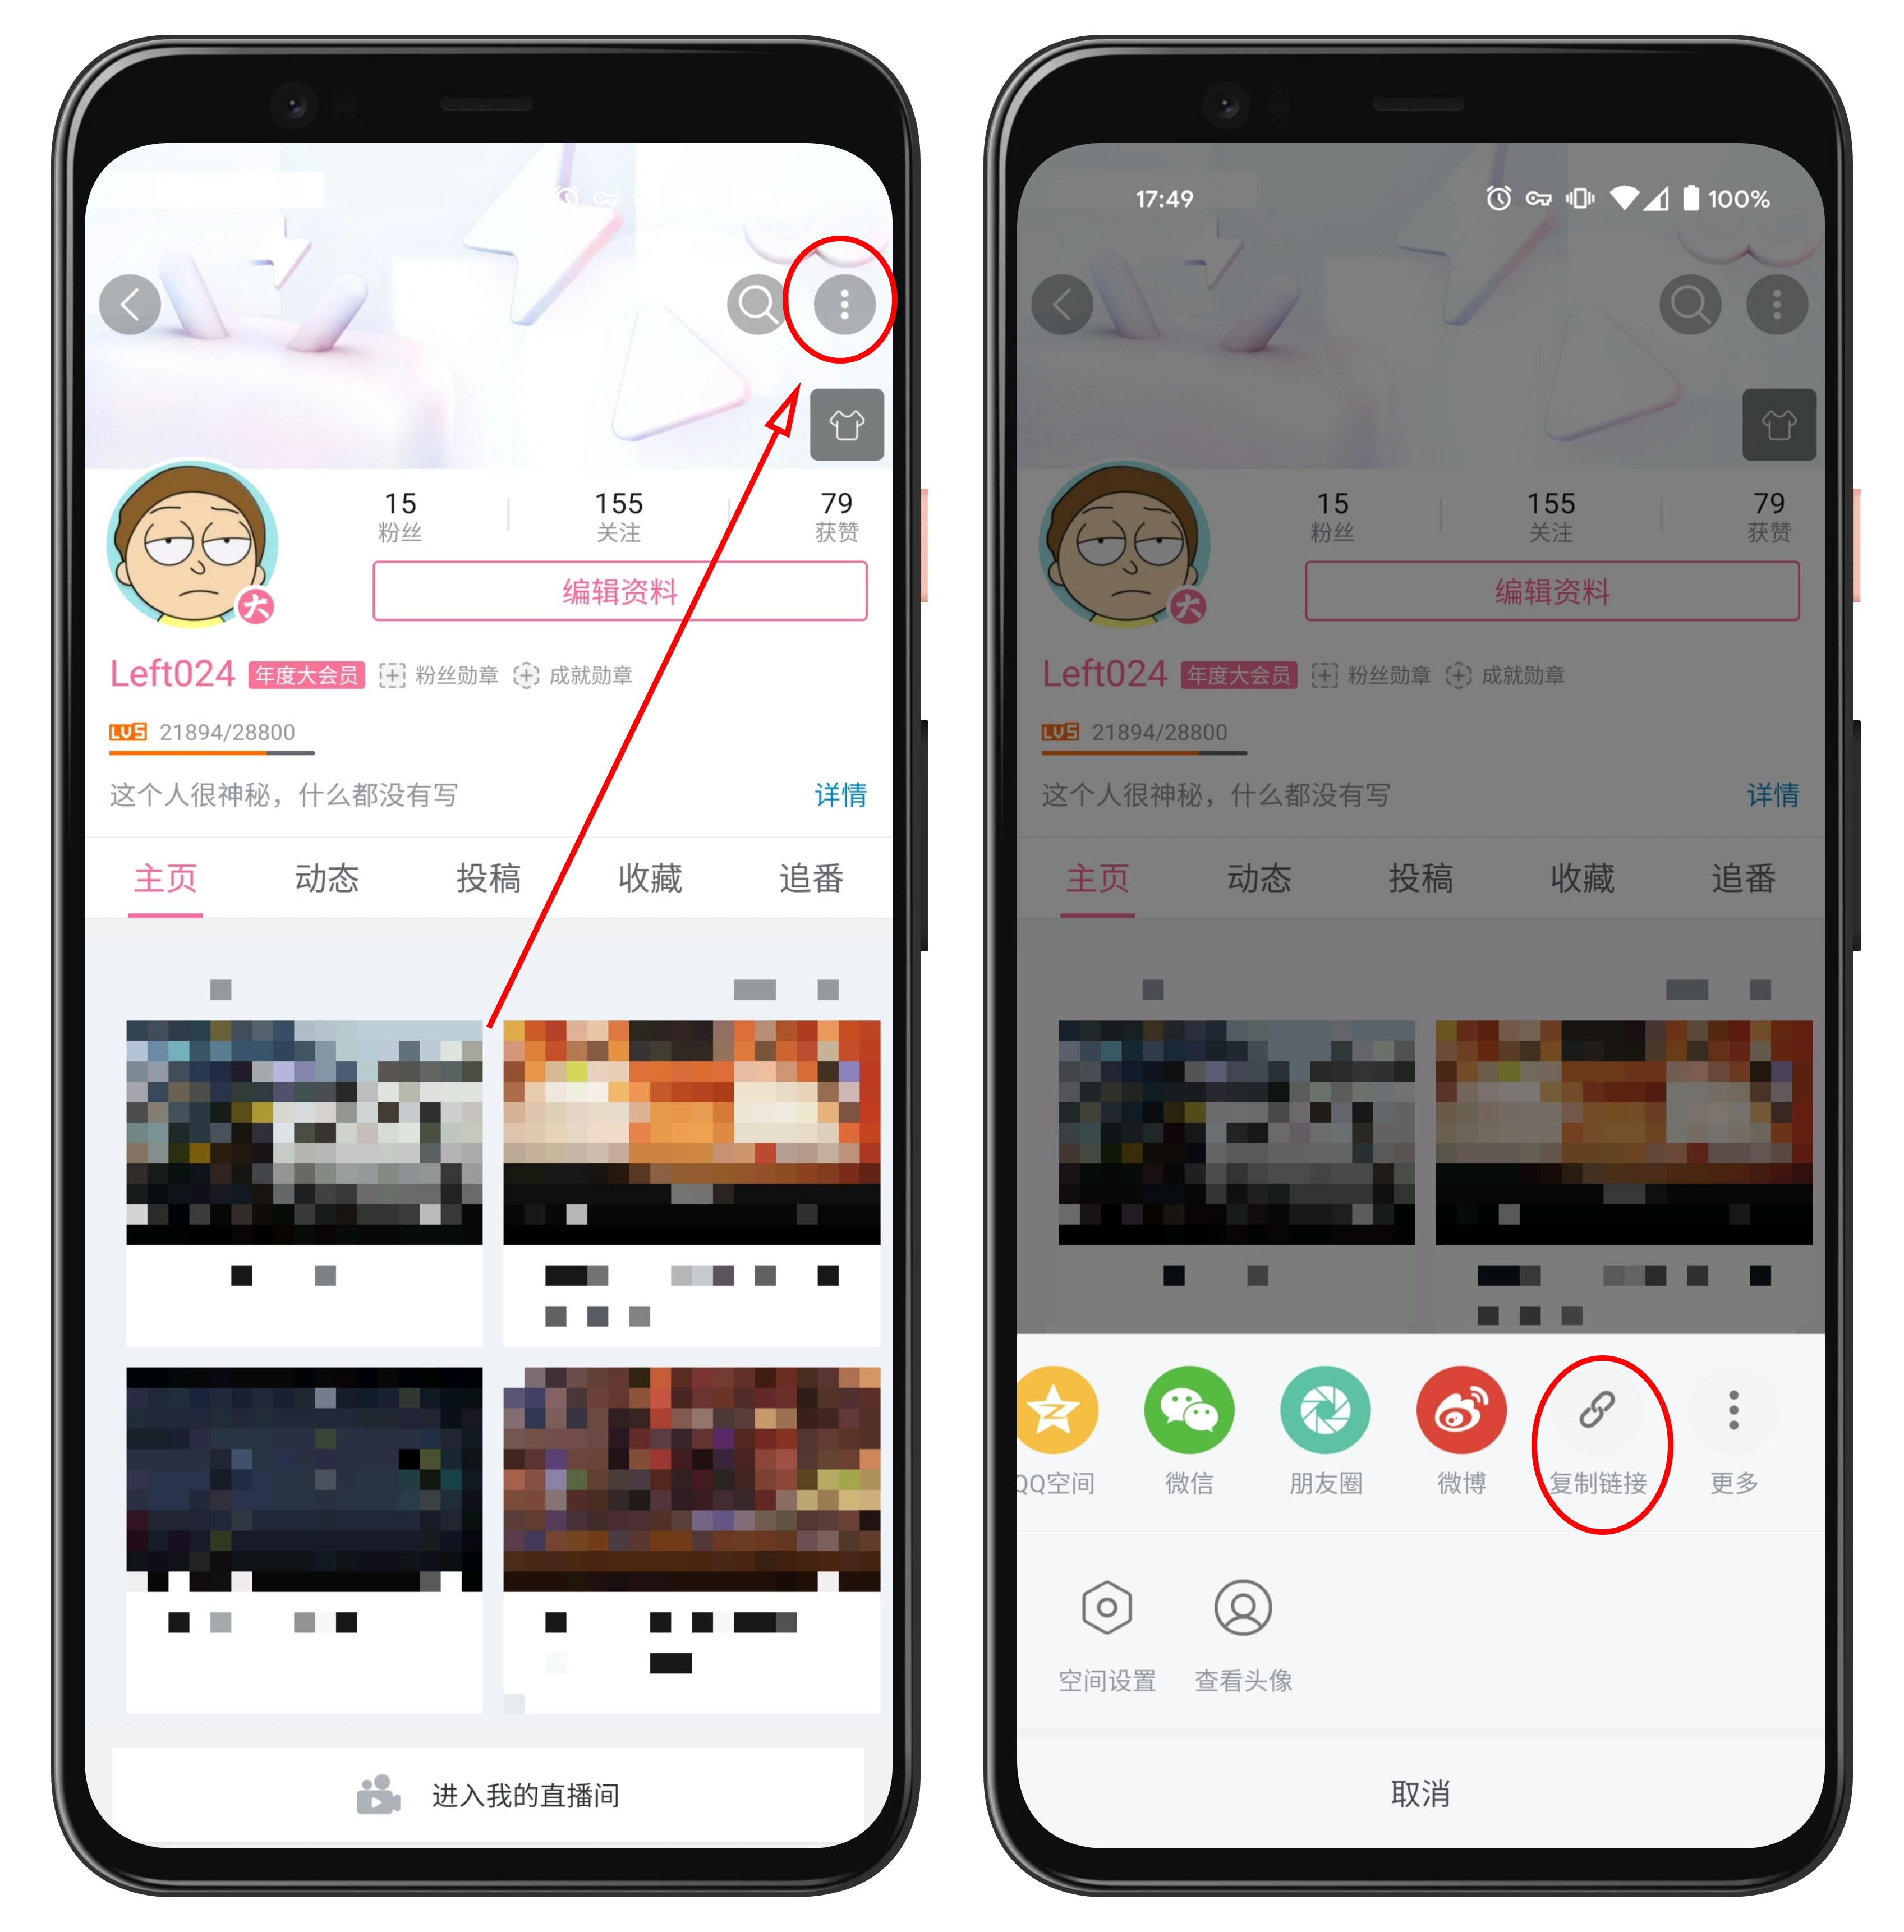 15
155
79
粉丝
关注
获赞
编辑资料
大
Left024 年度大会员 粉丝勋章 成就勋章
LV5 21894/28800
这个人很神秘，什么都没有写 详情
主页 动态 投稿 收藏 追番
进入我的直播间
17:49 100%
15
155
79
粉丝
关注
获赞
编辑资料
大
Left024 年度大会员 粉丝勋章 成就勋章
LV5 21894/28800
这个人很神秘，什么都没有写 详情
主页 动态 投稿 收藏 追番
QQ空间 微信 朋友圈 微博 复制链接 更多
空间设置 查看头像
取消